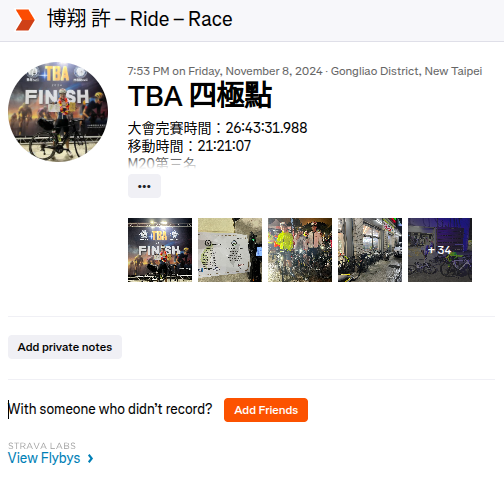 博翔 許 – Ride – Race
7:53 PM on Friday, November 8, 2024 · Gongliao District, New Taipei
TBA 四極點
大會完賽時間：26:43:31.988
移動時間：21:21:07
M20第三名
•••
TBA
FINISH
TBA
FINISH
+ 34
Add private notes
With someone who didn't record?
Add Friends
STRAVA LABS
View Flybys